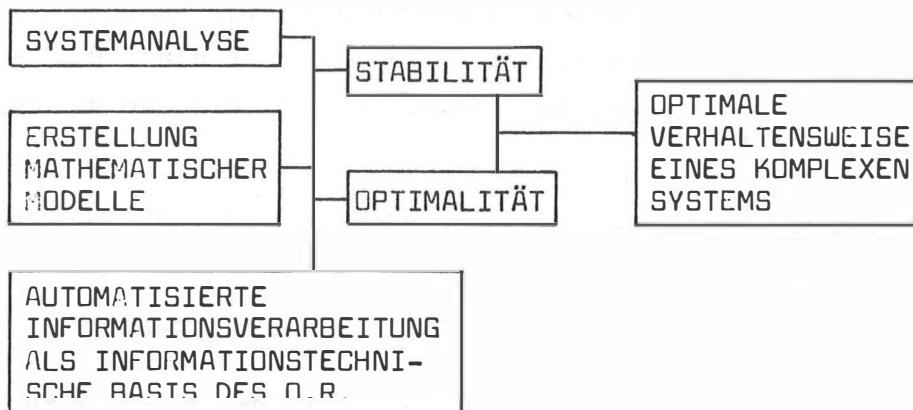 SYSTEMANALYSE
STABILITÄT
ERSTELLUNG
MATHEMATISCHER
MODELLE
OPTIMALITÄT
OPTIMALE
VERHALTENSWEISE
EINES KOMPLEXEN
SYSTEMS
AUTOMATISIERTE
INFORMATIONSVERARBEITUNG
ALS INFORMATIONSTECHNI-
SCHE BASIS DES O.R.